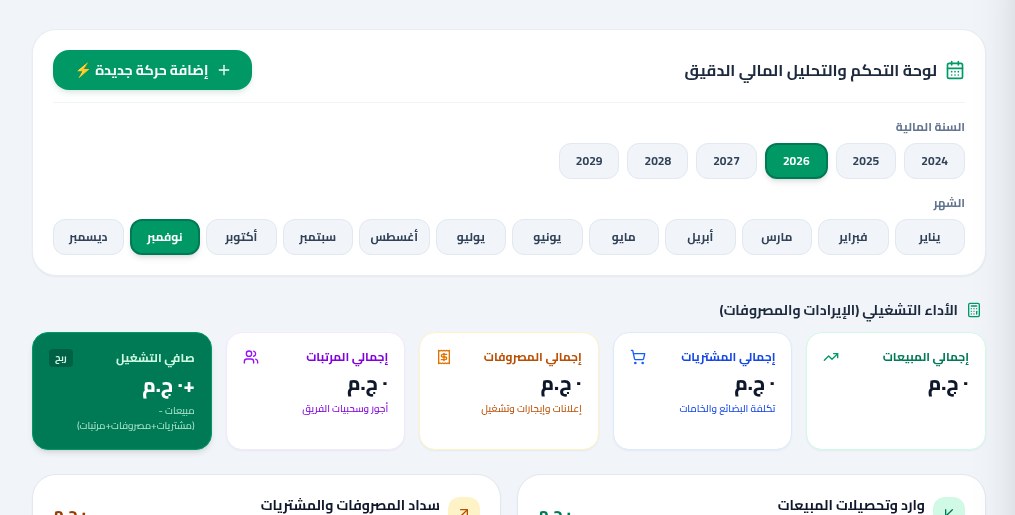 لوحة التحكم والتحليل المالي الدقيق
+ إضافة حركة جديدة ⚡
السنة المالية
2024 2025 2026 2027 2028 2029
الشهر
يناير فبراير مارس أبريل مايو يونيو يوليو أغسطس سبتمبر أكتوبر نوفمبر ديسمبر
الأداء التشغيلي (الإيرادات والمصروفات)
إجمالي المبيعات
٠ ج.م
إجمالي المشتريات
٠ ج.م
تكلفة البضائع والخامات
إجمالي المصروفات
٠ ج.م
إعلانات وإيجارات وتشغيل
إجمالي المرتبات
٠ ج.م
أجور وسحبيات الفريق
صافي التشغيل ربح
+٠ ج.م
مبيعات -
(مشتريات+مصروفات+مرتبات)
وارد وتحصيلات المبيعات
٠ ج.م
سداد المصروفات والمشتريات
٠ ج.م